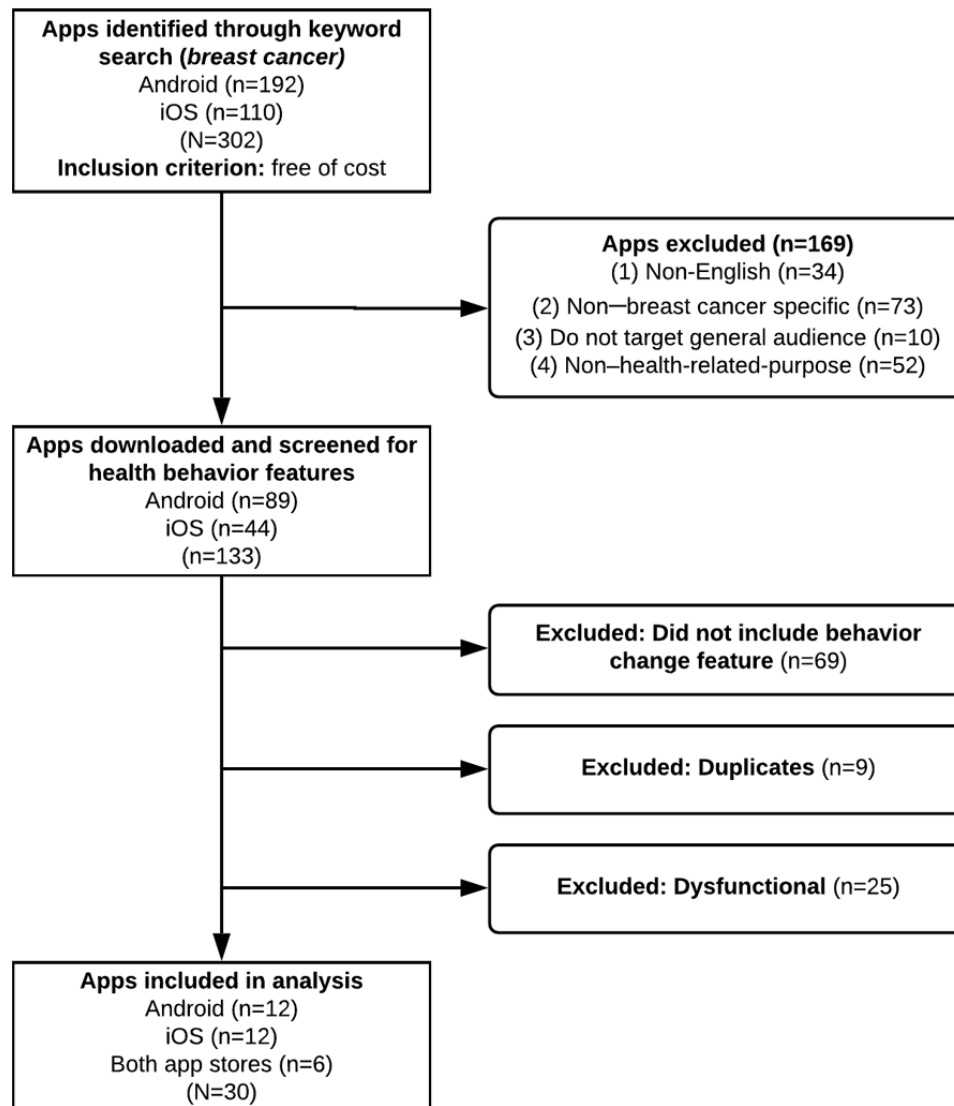 Apps identified through keyword
search (breast cancer)
Android (n=192)
iOS (n=110)
(N=302)
Inclusion criterion: free of cost
Apps excluded (n=169)
(1) Non-English (n=34)
(2) Non—breast cancer specific (n=73)
(3) Do not target general audience (n=10)
(4) Non–health-related-purpose (n=52)
Apps downloaded and screened for
health behavior features
Android (n=89)
iOS (n=44)
(n=133)
Excluded: Did not include behavior
change feature (n=69)
Excluded: Duplicates (n=9)
Excluded: Dysfunctional (n=25)
Apps included in analysis
Android (n=12)
iOS (n=12)
Both app stores (n=6)
(N=30)